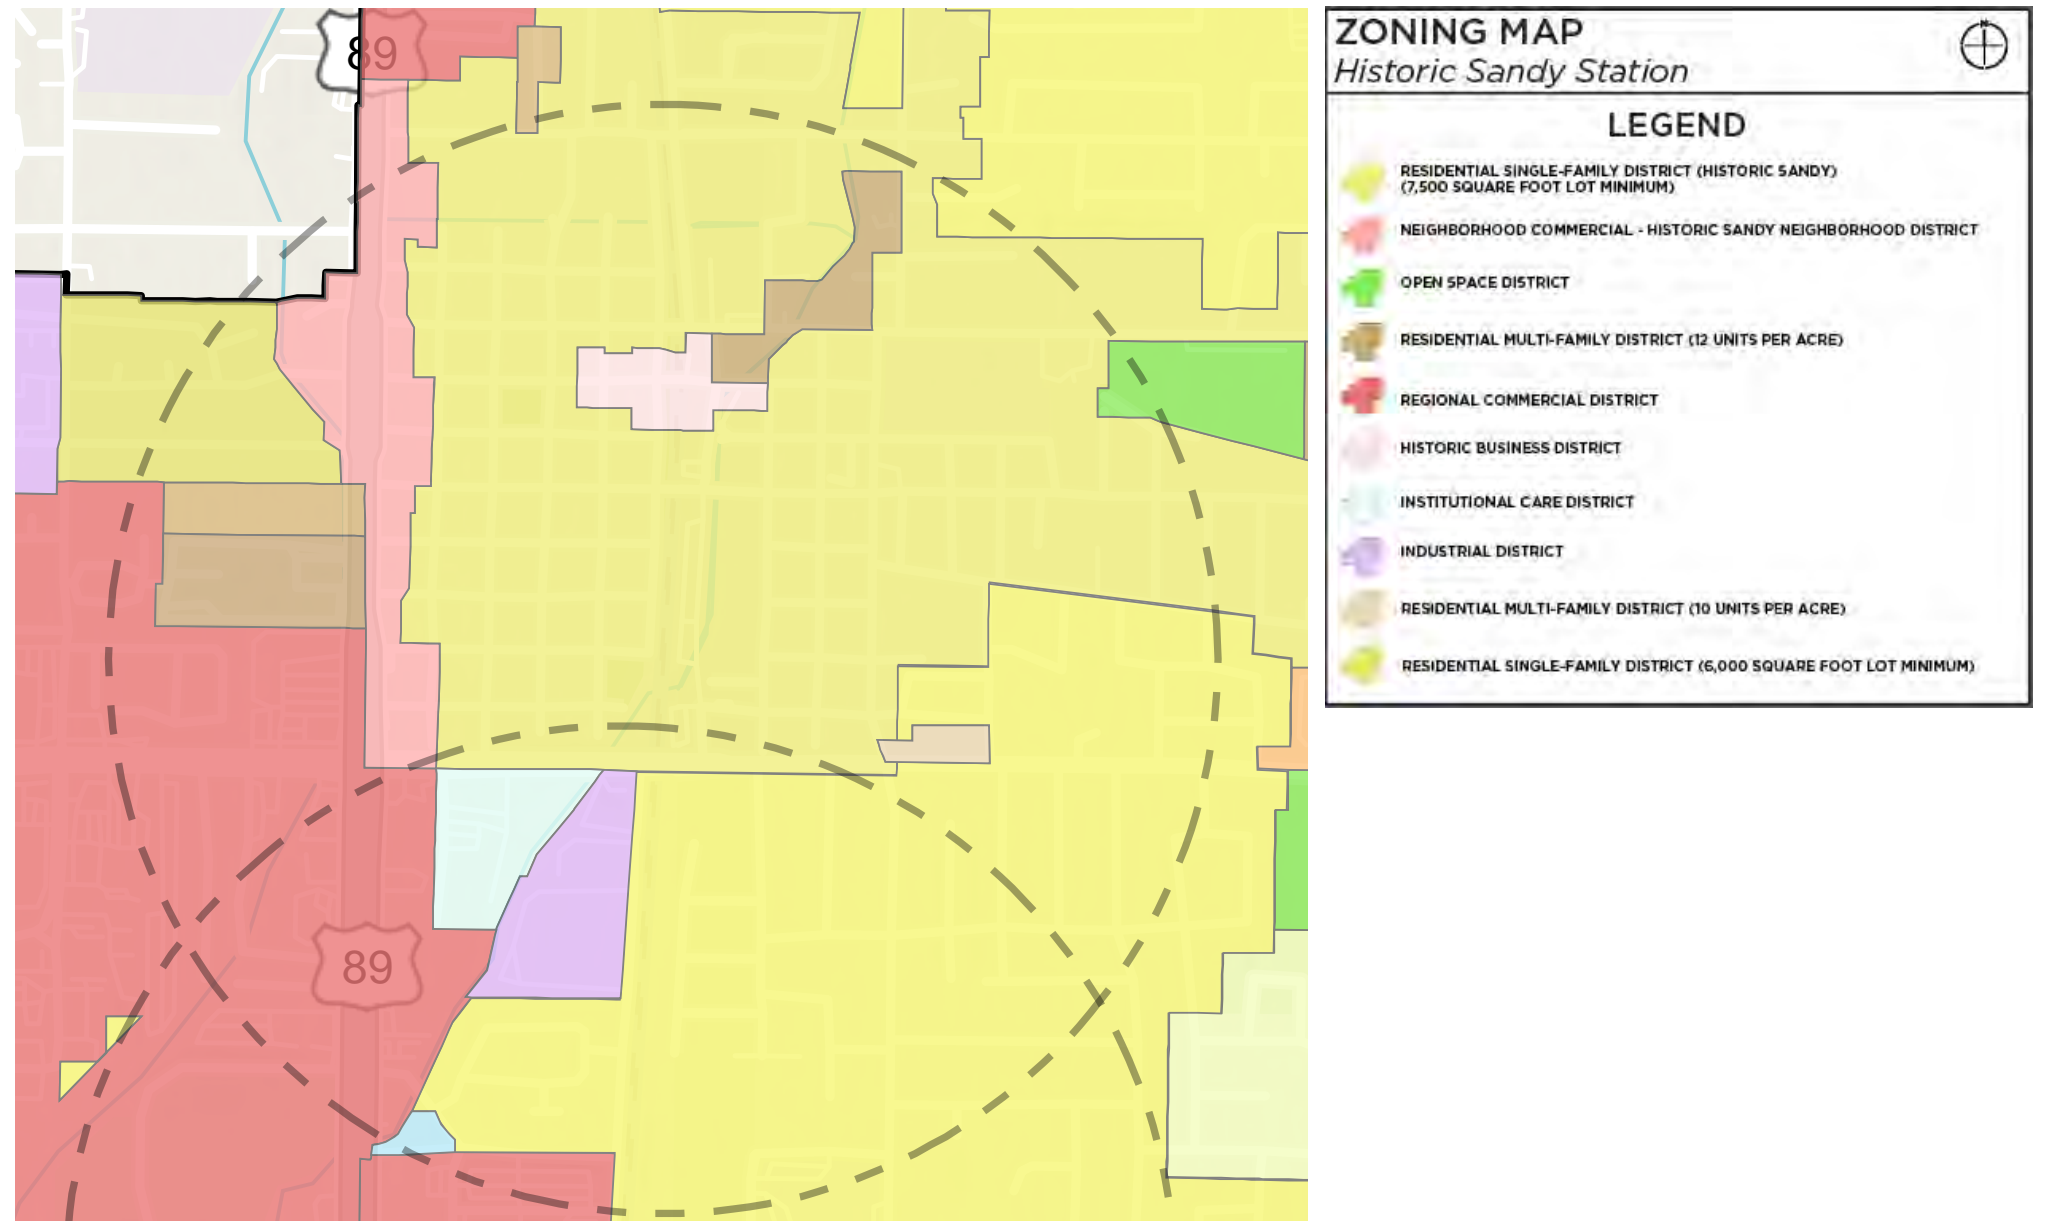 89
89
ZONING MAP
Historic Sandy Station
N
LEGEND
RESIDENTIAL SINGLE-FAMILY DISTRICT (HISTORIC SANDY)
(7,500 SQUARE FOOT LOT MINIMUM)
NEIGHBORHOOD COMMERCIAL - HISTORIC SANDY NEIGHBORHOOD DISTRICT
OPEN SPACE DISTRICT
RESIDENTIAL MULTI-FAMILY DISTRICT (12 UNITS PER ACRE)
REGIONAL COMMERCIAL DISTRICT
HISTORIC BUSINESS DISTRICT
INSTITUTIONAL CARE DISTRICT
INDUSTRIAL DISTRICT
RESIDENTIAL MULTI-FAMILY DISTRICT (10 UNITS PER ACRE)
RESIDENTIAL SINGLE-FAMILY DISTRICT (6,000 SQUARE FOOT LOT MINIMUM)